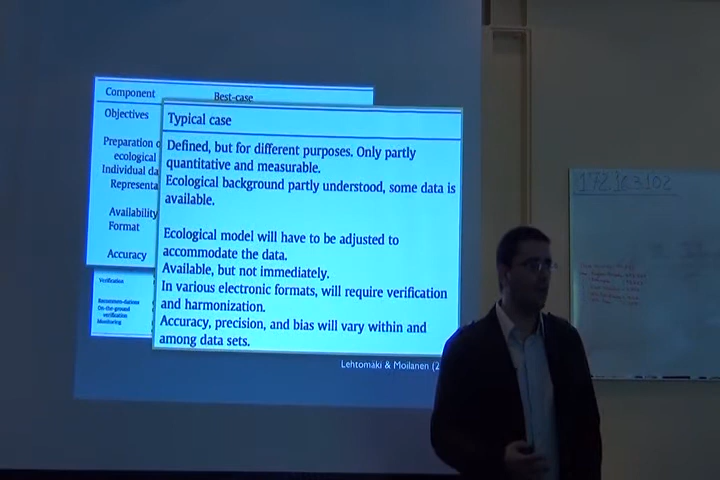 Component Best-case
Objectives
Preparation
ecological
Individual da
Representa
Availability
Format
Accuracy
Verification
Recommen-dations
On-the-ground
verification
Monitoring
Typical case
Defined, but for different purposes. Only partly
quantitative and measurable.
Ecological background partly understood, some data is
available.
Ecological model will have to be adjusted to
accommodate the data.
Available, but not immediately.
In various electronic formats, will require verification
and harmonization.
Accuracy, precision, and bias will vary within and
among data sets.
Lehtomäki & Moilanen (2